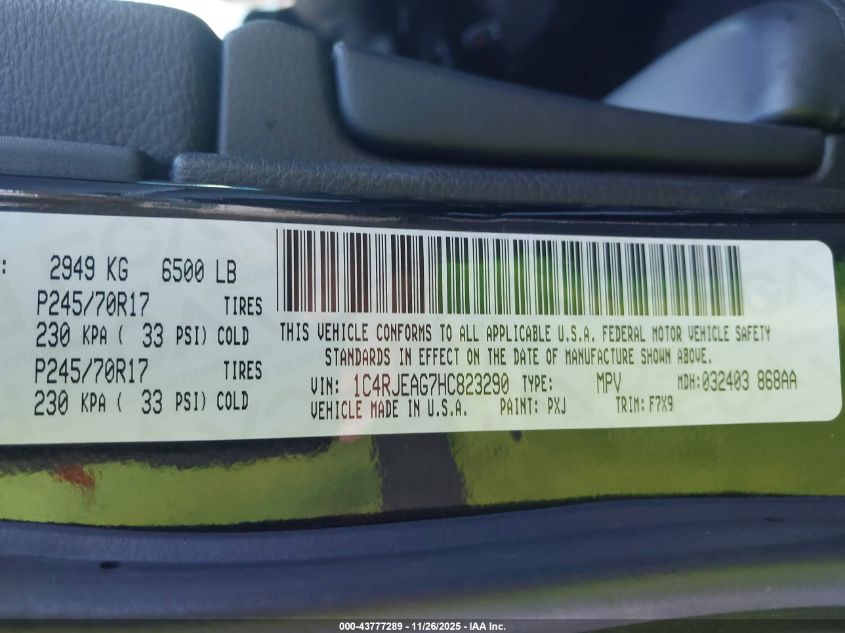 : 2949 KG 6500 LB
P245/70R17 TIRES
230 KPA ( 33 PSI) COLD
P245/70R17 TIRES
230 KPA ( 33 PSI) COLD
THIS VEHICLE CONFORMS TO ALL APPLICABLE U.S.A. FEDERAL MOTOR VEHICLE SAFETY
STANDARDS IN EFFECT ON THE DATE OF MANUFACTURE SHOWN ABOVE.
VIN: 1C4RJEAG7HC823290 TYPE: MPV MDH:032403 868AA
VEHICLE MADE IN U.S.A. PAINT: PXJ TRIM: F7X9
000-43777289 - 11/26/2025 - IAA Inc.